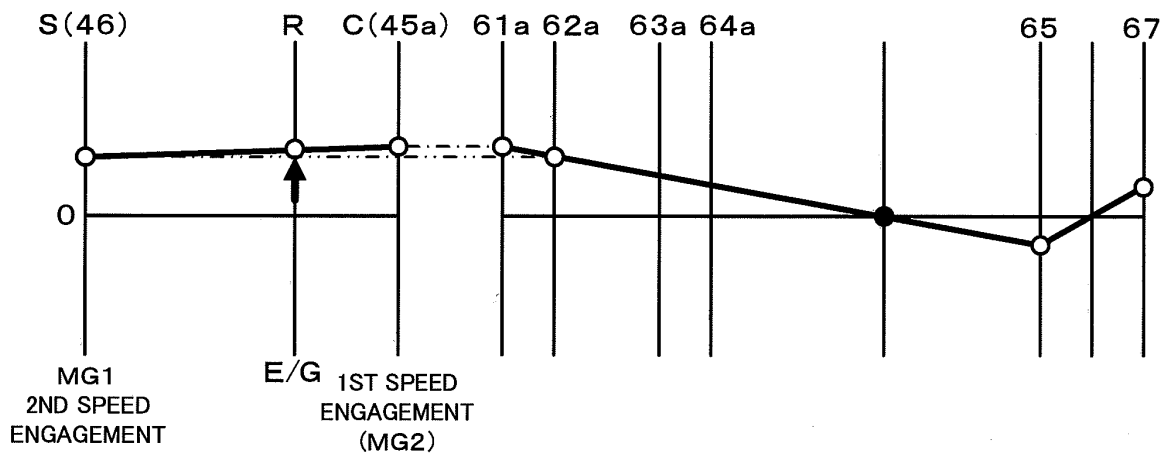 S(46) R C(45a) 61a 62a 63a 64a 65 67
0
MG1
2ND SPEED
ENGAGEMENT
E/G
1ST SPEED
ENGAGEMENT
(MG2)